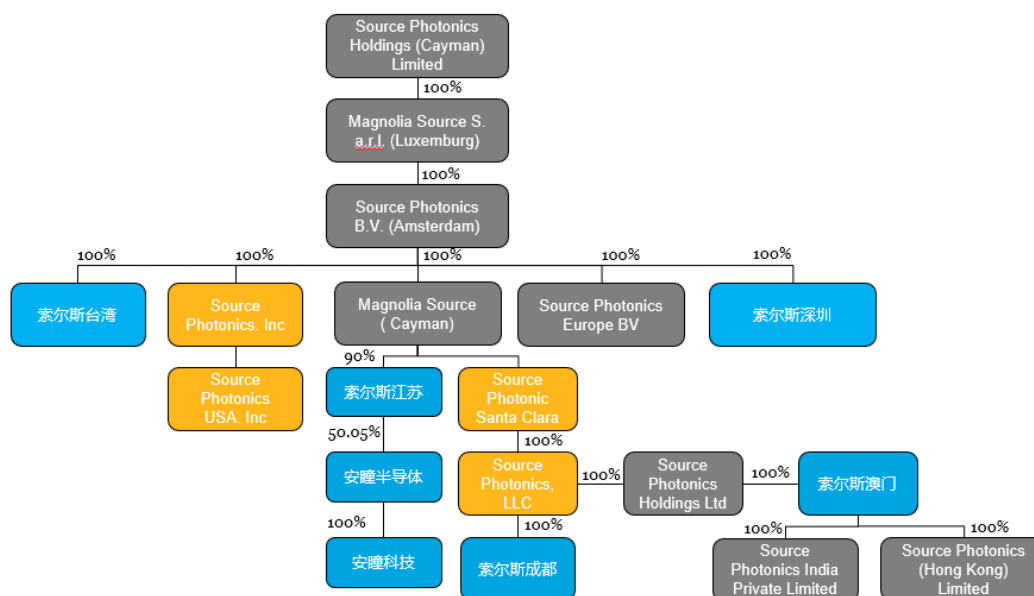 Source Photonics
Holdings (Cayman)
Limited
100%
Magnolia Source S.
a.r.l. (Luxemburg)
100%
Source Photonics
B.V. (Amsterdam)
100%
100%
100%
100%
100%
索尔斯台湾
Source
Photonics. Inc
Magnolia Source
( Cayman)
Source Photonics
Europe BV
索尔斯深圳
90%
Source
Photonics
USA. Inc
索尔斯江苏
Source
Photonic
Santa Clara
50.05%
100%
安瞳半导体
Source
Photonics,
LLC
100%
Source
Photonics
Holdings Ltd
100%
索尔斯澳门
100%
100%
100%
100%
安瞳科技
索尔斯成都
Source
Photonics India
Private Limited
Source Photonics
(Hong Kong)
Limited